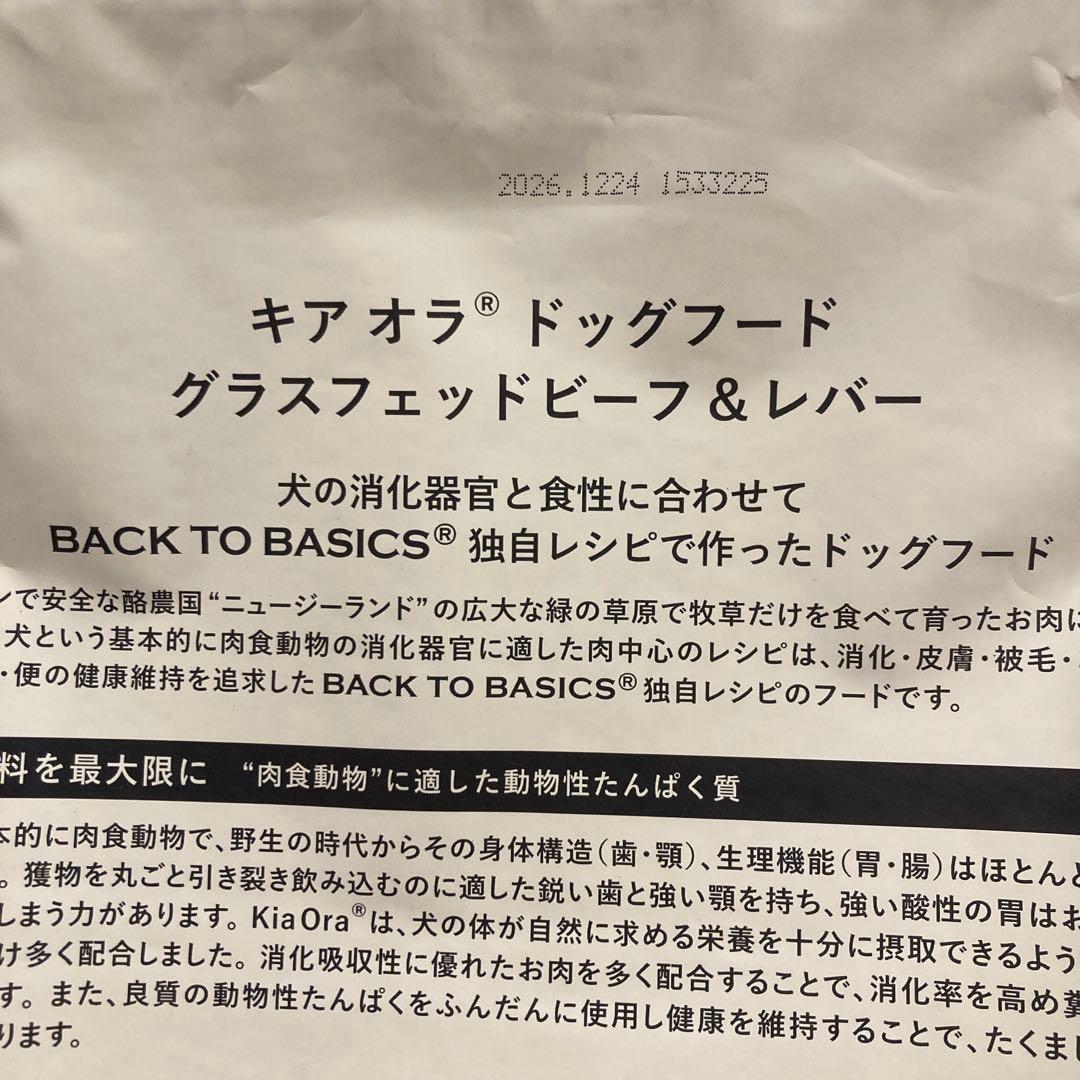 2026.1224 1533225
キア オラ® ドッグフード
グラスフェッドビーフ&レバー
犬の消化器官と食性に合わせて
BACK TO BASICS® 独自レシピで作ったドッグフード
ンで安全な酪農国“ニュージーランド”の広大な緑の草原で牧草だけを食べて育ったお肉に
犬という基本的に肉食動物の消化器官に適した肉中心のレシピは、消化・皮膚・被毛・
・便の健康維持を追求したBACK TO BASICS®独自レシピのフードです。
料を最大限に “肉食動物”に適した動物性たんぱく質
本的に肉食動物で、野生の時代からその身体構造(歯・顎)、生理機能(胃・腸)はほとんど
。獲物を丸ごと引き裂き飲み込むのに適した鋭い歯と強い顎を持ち、強い酸性の胃はお
しまう力があります。Kia Ora®は、犬の体が自然に求める栄養を十分に摂取できるよう
け多く配合しました。消化吸収性に優れたお肉を多く配合することで、消化率を高め糞
す。また、良質の動物性たんぱくをふんだんに使用し健康を維持することで、たくまし
ります。